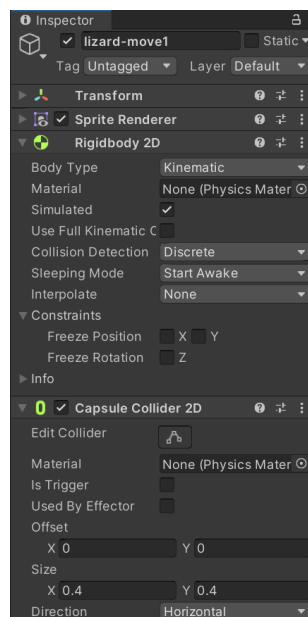 Inspector
lizard-move1 Static
Tag Untagged Layer Default
Transform
Sprite Renderer
Rigidbody 2D
Body Type Kinematic
Material None (Physics Mater
Simulated
Use Full Kinematic C
Collision Detection Discrete
Sleeping Mode Start Awake
Interpolate None
Constraints
Freeze Position X Y
Freeze Rotation Z
Info
Capsule Collider 2D
Edit Collider
Material None (Physics Mater
Is Trigger
Used By Effector
Offset
X 0 Y 0
Size
X 0.4 Y 0.4
Direction Horizontal